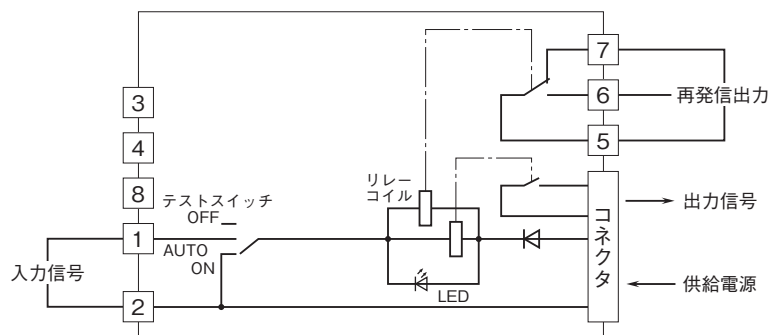 3
4
8
1
2
入力信号
テストスイッチ
OFF
AUTO
ON
リレー
コイル
LED
7
6
5
再発信出力
コネクタ
出力信号
供給電源